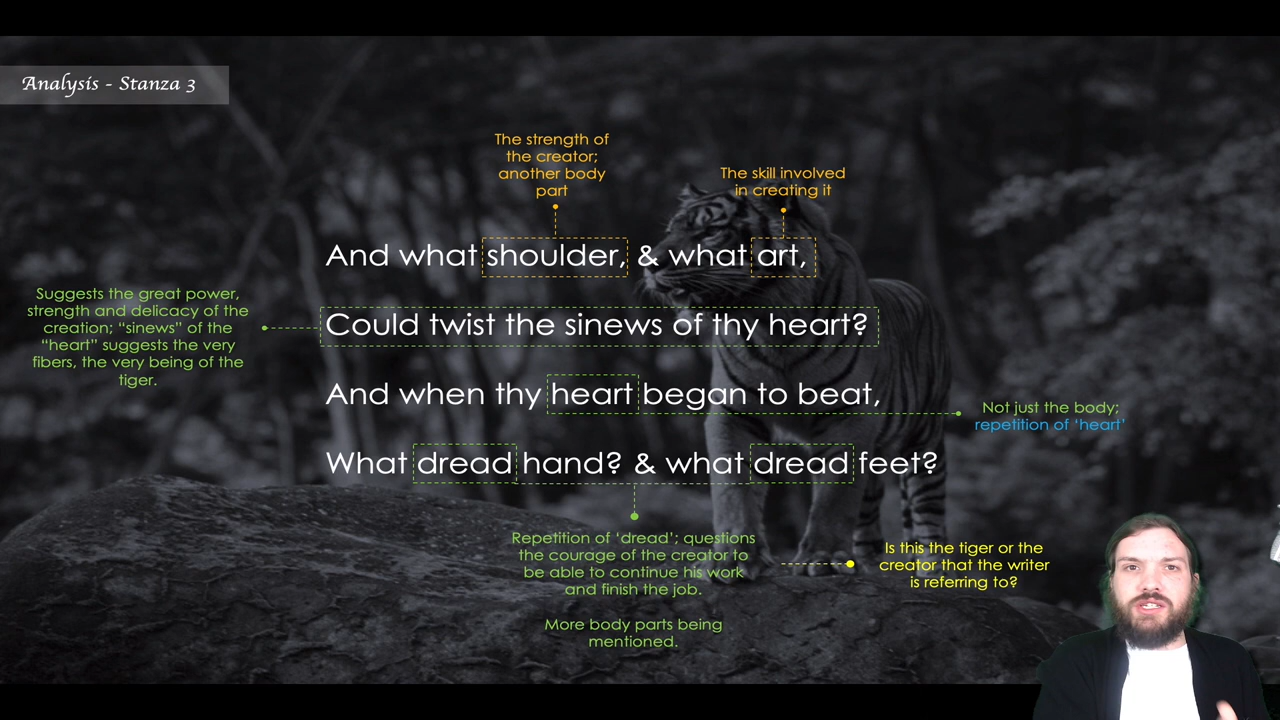 Analysis - Stanza 3
The strength of
the creator;
another body
part
The skill involved
in creating it
And what shoulder, & what art,
Suggests the great power,
strength and delicacy of the
creation; “sinews” of the
“heart” suggests the very
fibers, the very being of the
tiger.
Could twist the sinews of thy heart?
And when thy heart began to beat,
Not just the body;
repetition of ‘heart’
What dread hand? & what dread feet?
Repetition of ‘dread’; questions
the courage of the creator to
be able to continue his work
and finish the job.
More body parts being
mentioned.
Is this the tiger or the
creator that the writer
is referring to?